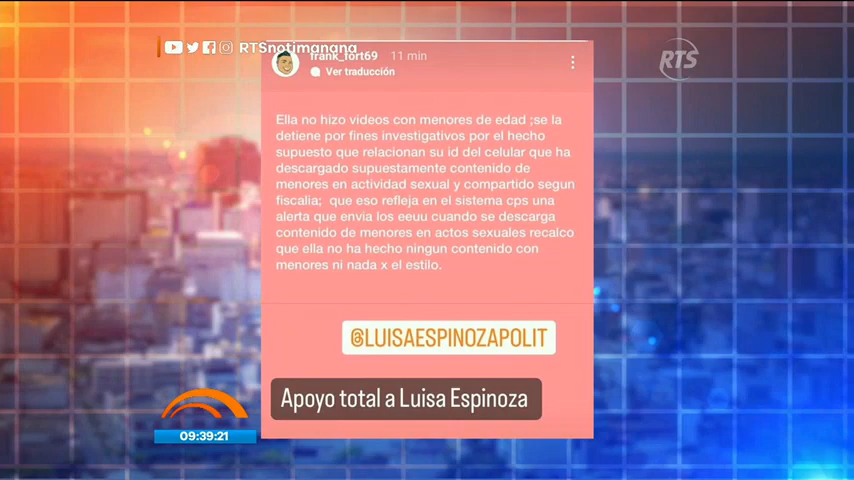 RTSnotimanana
RTS
frank_fort69 11 min
Ver traducción
Ella no hizo videos con menores de edad ;se la
detiene por fines investigativos por el hecho
supuesto que relacionan su id del celular que ha
descargado supuestamente contenido de
menores en actividad sexual y compartido segun
fiscalia; que eso refleja en el sistema cps una
alerta que envia los eeuu cuando se descarga
contenido de menores en actos sexuales recalco
que ella no ha hecho ningun contenido con
menores ni nada x el estilo.
@LUISAESPINOZAPOLIT
Apoyo total a Luisa Espinoza
09:39:21